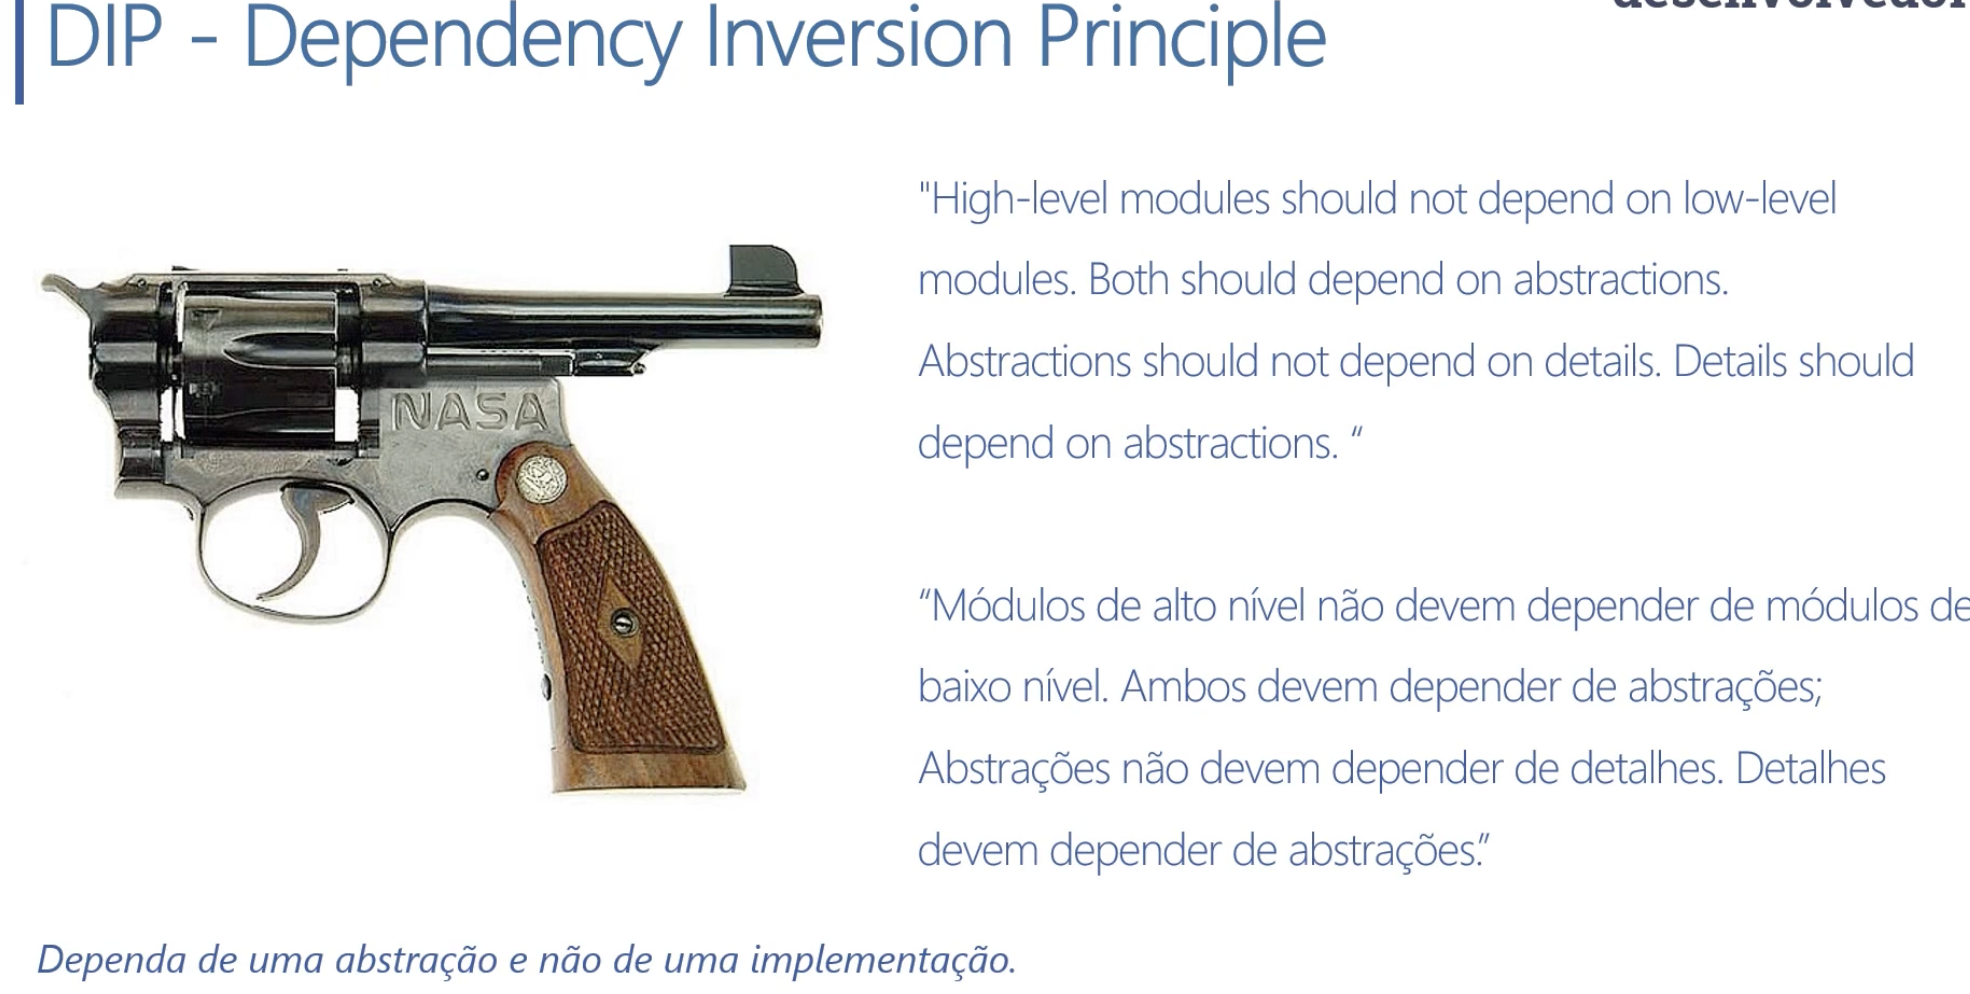 desenvolvedor
DIP - Dependency Inversion Principle
"High-level modules should not depend on low-level
modules. Both should depend on abstractions.
Abstractions should not depend on details. Details should
depend on abstractions. “
NASA
“Módulos de alto nível não devem depender de módulos de
baixo nível. Ambos devem depender de abstrações;
Abstrações não devem depender de detalhes. Detalhes
devem depender de abstrações.”
Dependa de uma abstração e não de uma implementação.